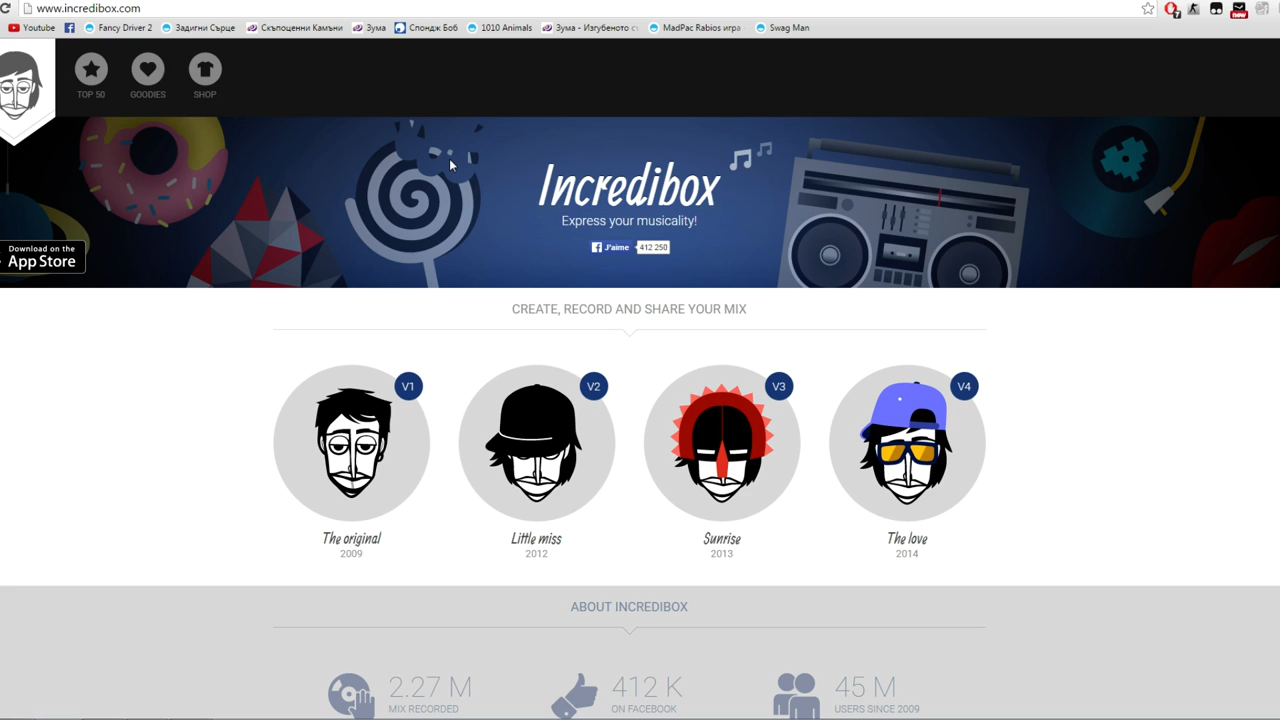 www.incredibox.com
Youtube Fancy Driver 2 Задигни Сърце Скъпоценни Камъни Зума Спондж Боб 1010 Animals Зума - Изгубеното с MadPac Rabios игра Swag Man
7 new
TOP 50 GOODIES SHOP
Incredibox
Express your musicality!
J'aime 412 250
Download on the
App Store
CREATE, RECORD AND SHARE YOUR MIX
V1 V2 V3 V4
The original Little miss Sunrise The love
2009 2012 2013 2014
ABOUT INCREDIBOX
2.27 M 412 K 45 M
MIX RECORDED ON FACEBOOK USERS SINCE 2009